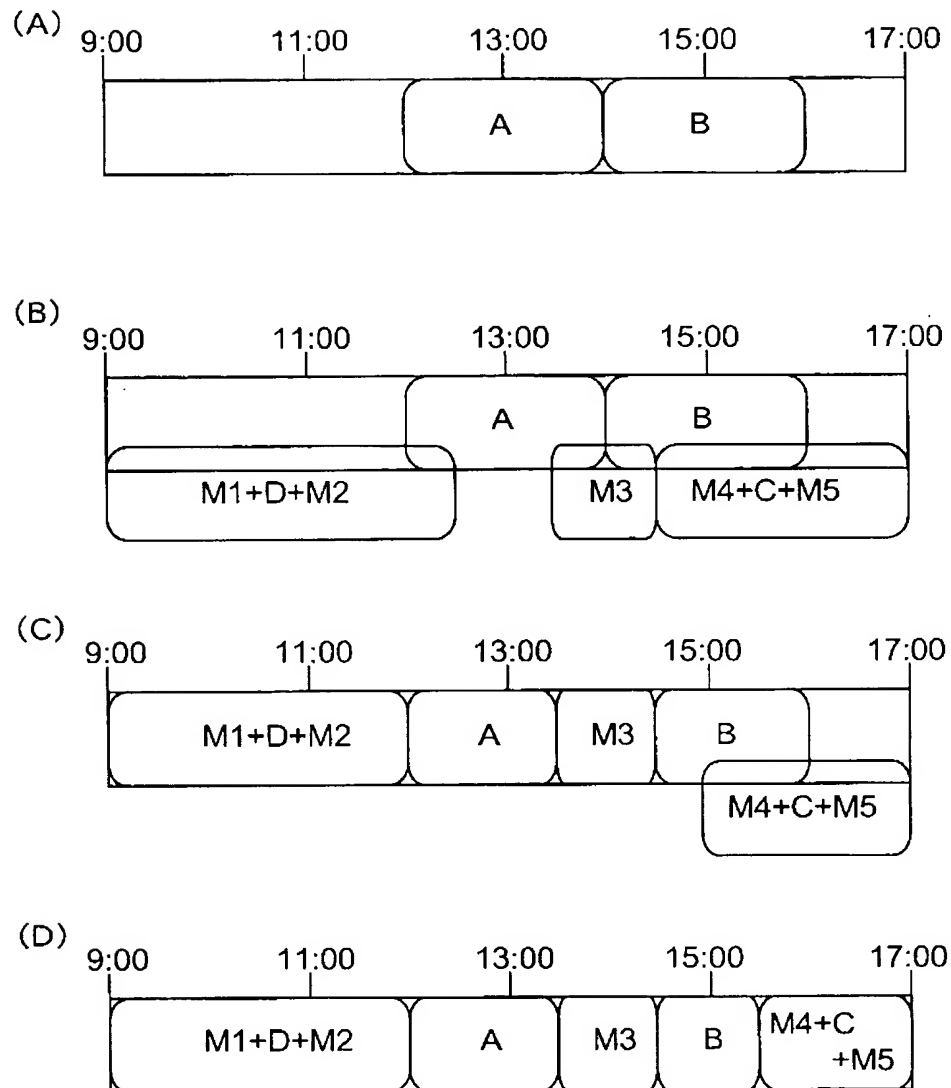 (A)
9:00 11:00 13:00 15:00 17:00
A B
(B)
9:00 11:00 13:00 15:00 17:00
A B
M1+D+M2 M3 M4+C+M5
(C)
9:00 11:00 13:00 15:00 17:00
M1+D+M2 A M3 B
M4+C+M5
(D)
9:00 11:00 13:00 15:00 17:00
M1+D+M2 A M3 B M4+C
+M5